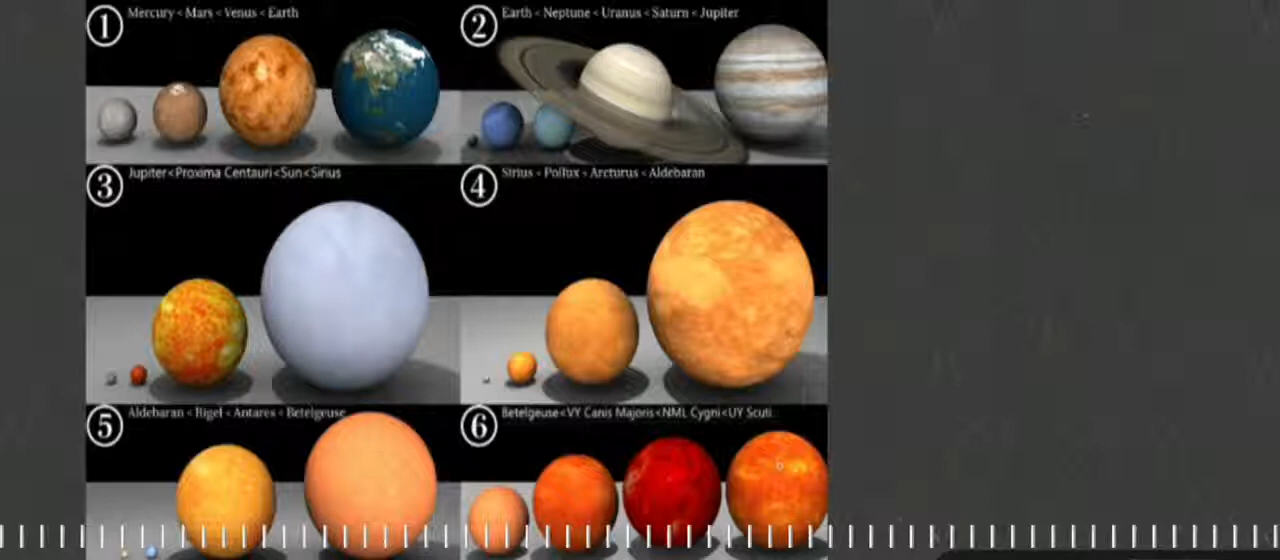 ① Mercury < Mars < Venus < Earth
② Earth < Neptune < Uranus < Saturn < Jupiter
③ Jupiter < Proxima Centauri < Sun < Sirius
④ Sirius < Pollux < Arcturus < Aldebaran
⑤ Aldebaran < Rigel < Antares < Betelgeuse
⑥ Betelgeuse < VY Canis Majoris < NML Cygni < UY Scuti